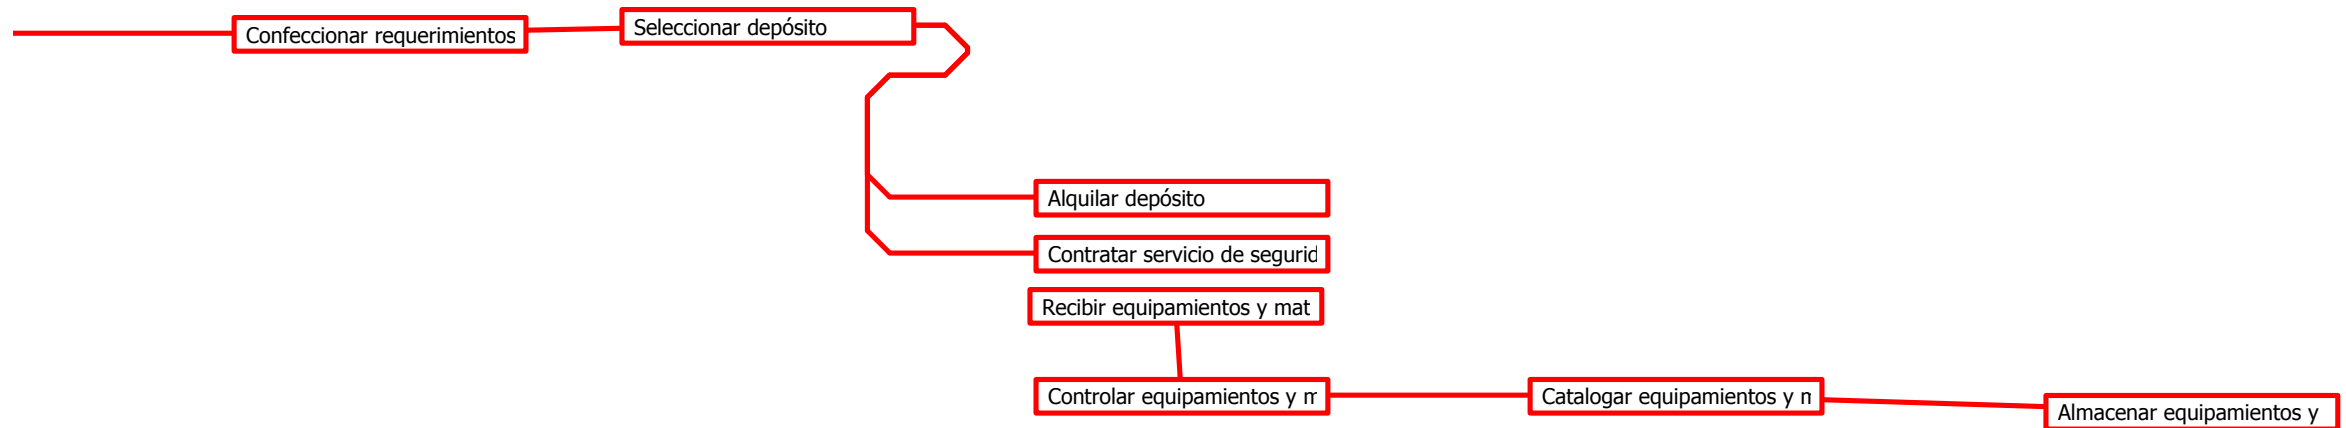 Confeccionar requerimientos
Seleccionar depósito
Alquilar depósito
Contratar servicio de segurid
Recibir equipamientos y mat
Controlar equipamientos y m
Catalogar equipamientos y m
Almacenar equipamientos y